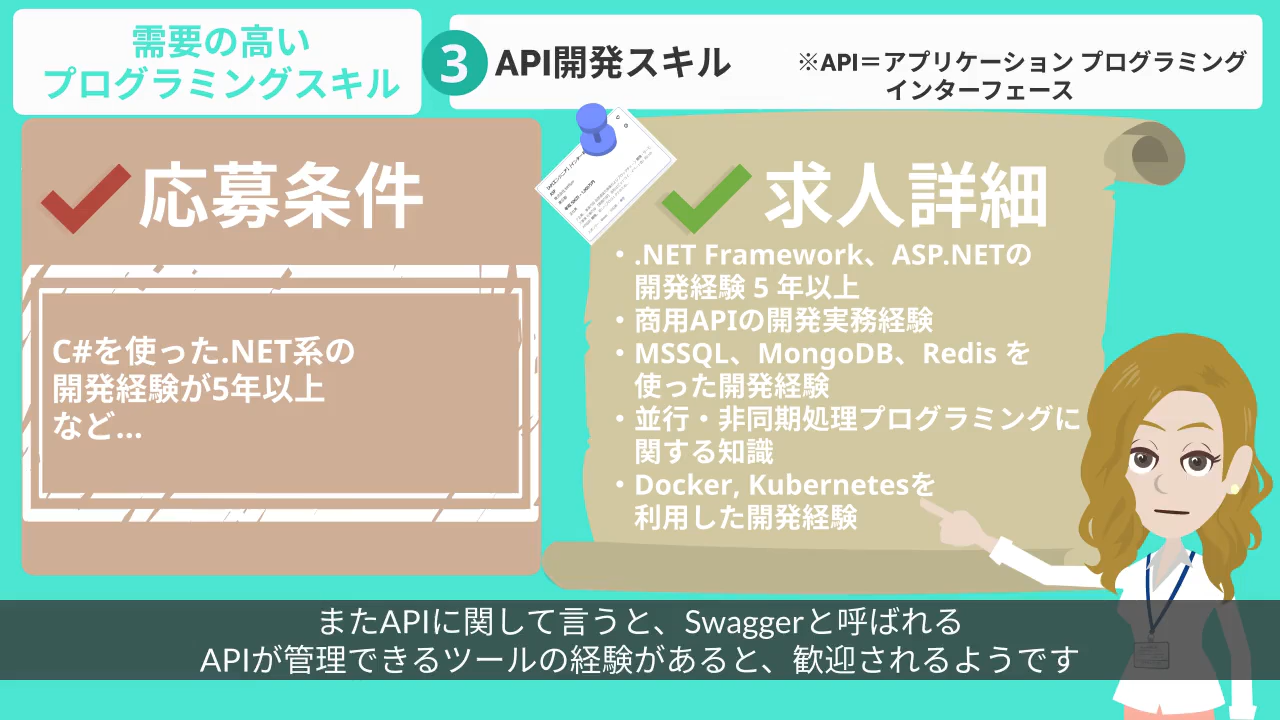 需要の高い
プログラミングスキル
3
API開発スキル
※API＝アプリケーション プログラミング
インターフェース
応募条件
C#を使った.NET系の
開発経験が5年以上
など…
求人詳細
・.NET Framework、ASP.NETの
開発経験 5 年以上
・商用APIの開発実務経験
・MSSQL、MongoDB、Redis を
使った開発経験
・並行・非同期処理プログラミングに
関する知識
・Docker, Kubernetesを
利用した開発経験
またAPIに関して言うと、Swaggerと呼ばれる
APIが管理できるツールの経験があると、歓迎されるようです